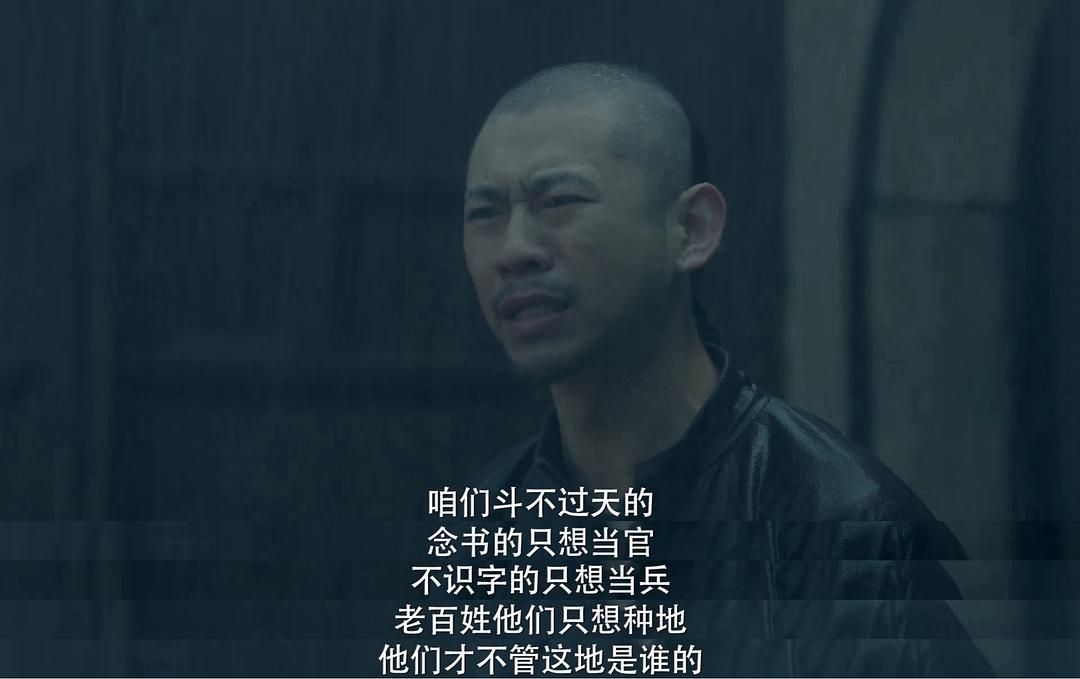 咱们斗不过天的
念书的只想当官
不识字的只想当兵
老百姓他们只想种地
他们才不管这地是谁的